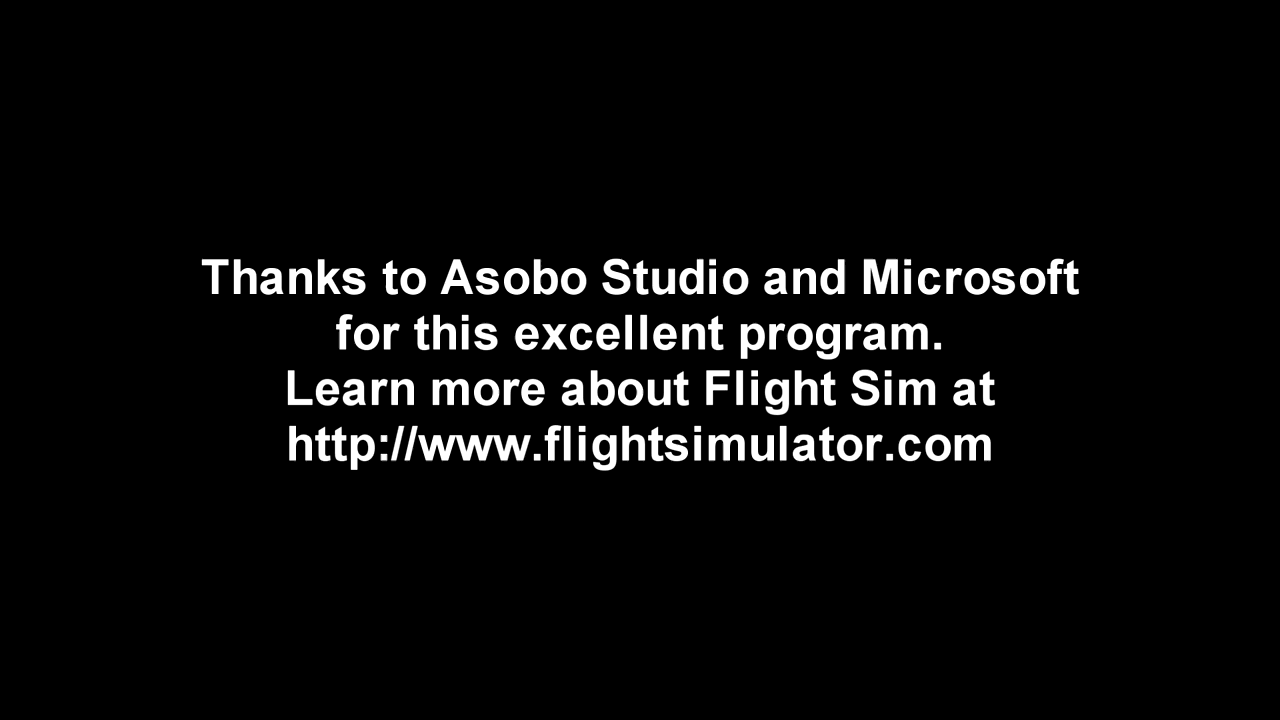 Thanks to Asobo Studio and Microsoft
for this excellent program.
Learn more about Flight Sim at
http://www.flightsimulator.com